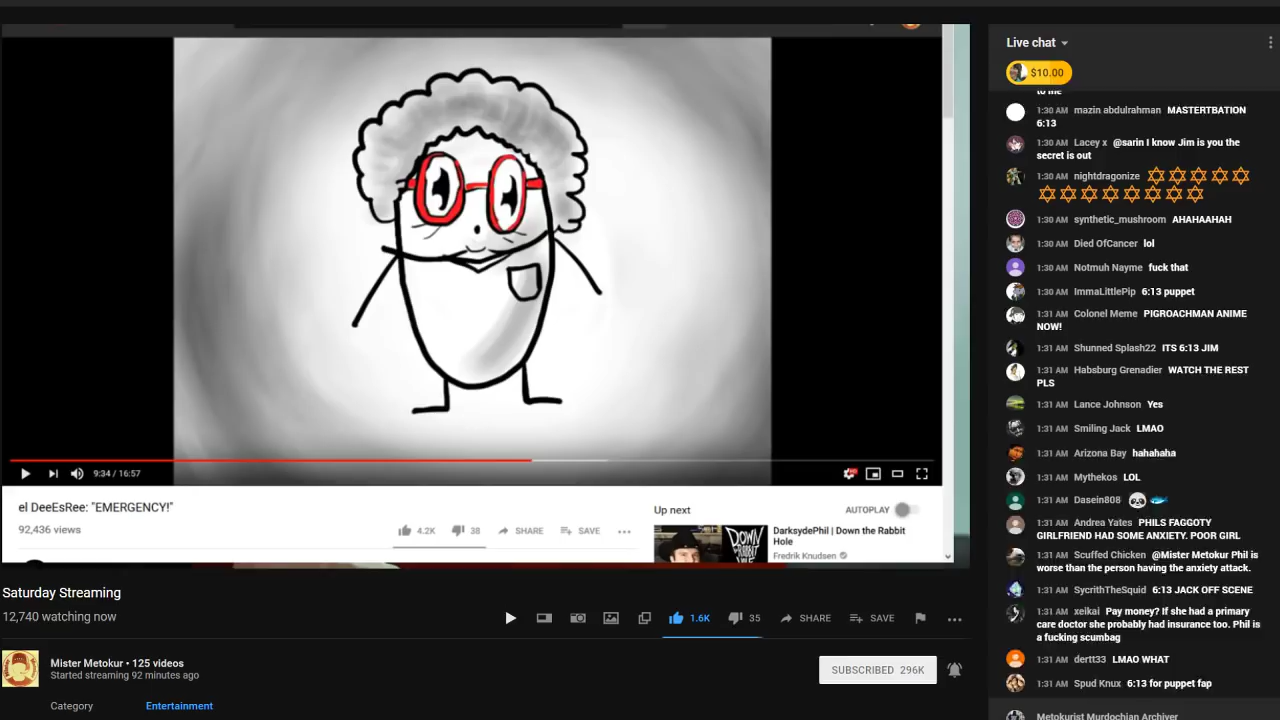 Live chat
$10.00
to me
1:30 AM mazin abdulrahman MASTERTBATION
6:13
1:30 AM Lacey x @sarin I know Jim is you the
secret is out
1:30 AM nightdragonize
1:30 AM synthetic_mushroom AHAHAAHAH
1:30 AM Died OfCancer lol
1:30 AM Notmuh Nayme fuck that
1:30 AM ImmaLittlePip 6:13 puppet
1:31 AM Colonel Meme PIGROACHMAN ANIME
NOW!
1:31 AM Shunned Splash22 ITS 6:13 JIM
1:31 AM Habsburg Grenadier WATCH THE REST
PLS
1:31 AM Lance Johnson Yes
1:31 AM Smiling Jack LMAO
1:31 AM Arizona Bay hahahaha
1:31 AM Mythekos LOL
1:31 AM Dasein808
1:31 AM Andrea Yates PHILS FAGGOTY
GIRLFRIEND HAD SOME ANXIETY. POOR GIRL
1:31 AM Scuffed Chicken @Mister Metokur Phil is
worse than the person having the anxiety attack.
1:31 AM SycrithTheSquid 6:13 JACK OFF SCENE
1:31 AM xeikai Pay money? If she had a primary
care doctor she probably had insurance too. Phil is
a fucking scumbag
1:31 AM dertt33 LMAO WHAT
1:31 AM Spud Knux 6:13 for puppet fap
Metokurist Murdochian Archiver
9:34 / 16:57
el DeeEsRee: "EMERGENCY!"
92,436 views
4.2K 38 SHARE SAVE
Up next AUTOPLAY
DarksydePhil | Down the Rabbit
Hole
Fredrik Knudsen
DOWN
Saturday Streaming
12,740 watching now
1.6K 35 SHARE SAVE
Mister Metokur • 125 videos
Started streaming 92 minutes ago
SUBSCRIBED 296K
Category Entertainment